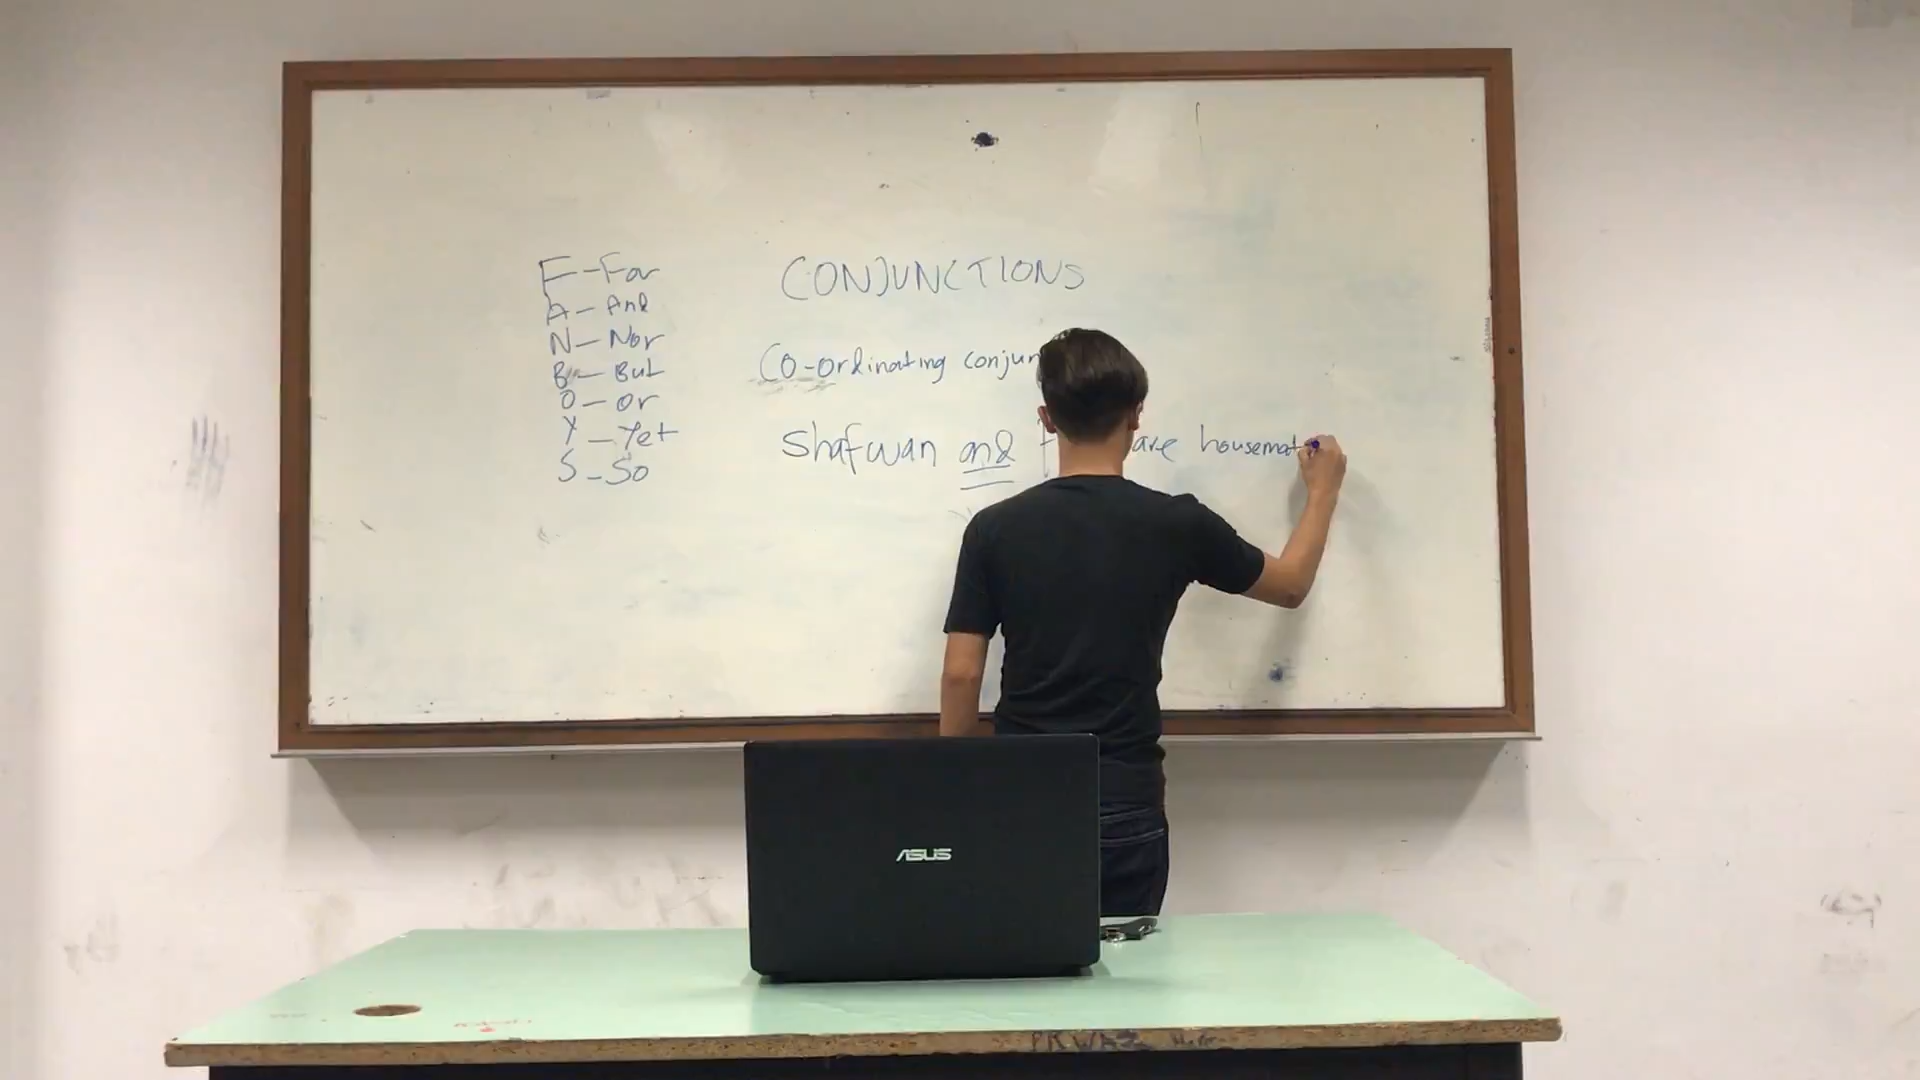 F - For
A - And
N - Nor
B - But
O - or
Y - Yet
S - So
CONJUNCTIONS
Co-ordinating conjun
Shafwan and are housemat
ASUS